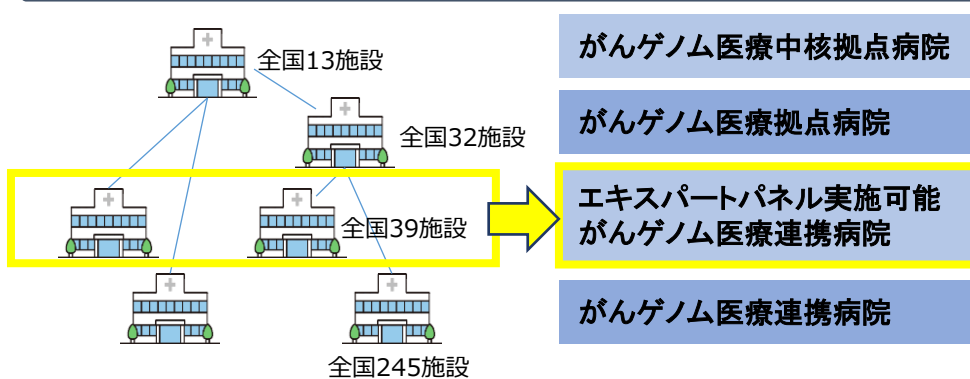 全国13施設
がんゲノム医療中核拠点病院
全国32施設
がんゲノム医療拠点病院
全国39施設
エキスパートパネル実施可能
がんゲノム医療連携病院
がんゲノム医療連携病院
全国245施設